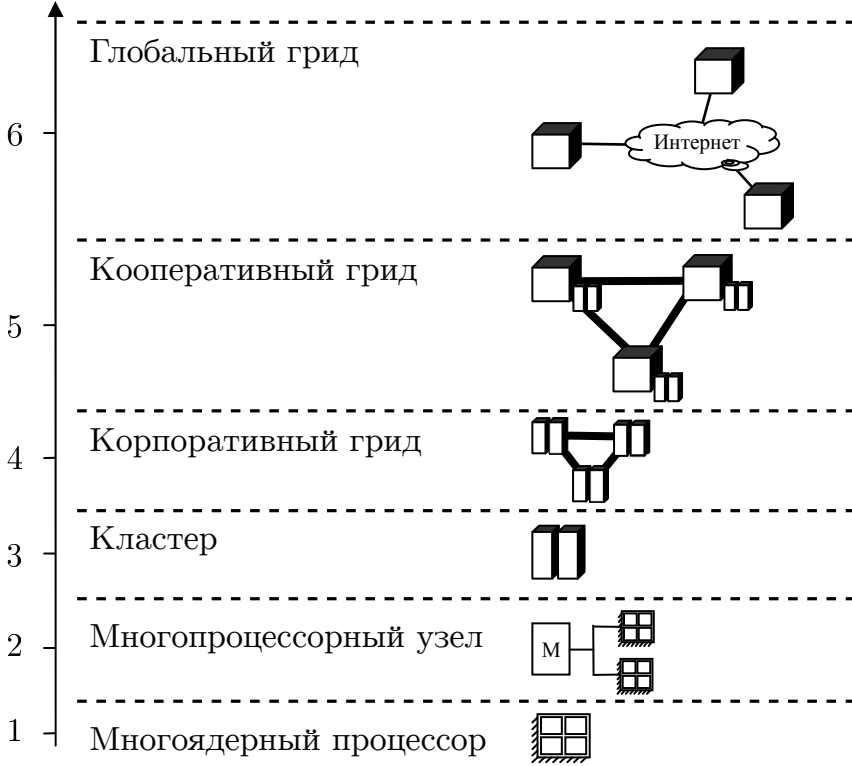 Глобальный грид
6
Интернет
Кооперативный грид
5
Корпоративный грид
4
Кластер
3
Многопроцессорный узел
2
М
1
Многоядерный процессор